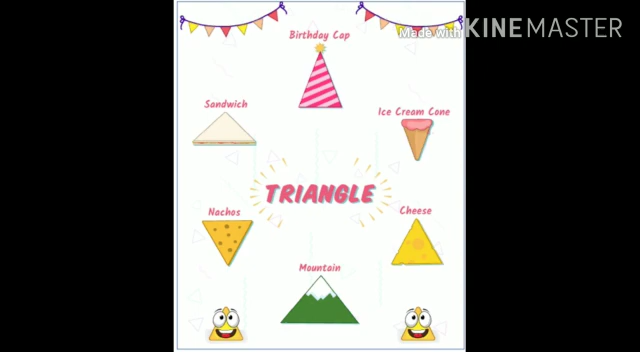 Made with KINEMASTER
Birthday Cap
Sandwich
Ice Cream Cone
TRIANGLE
Nachos
Cheese
Mountain